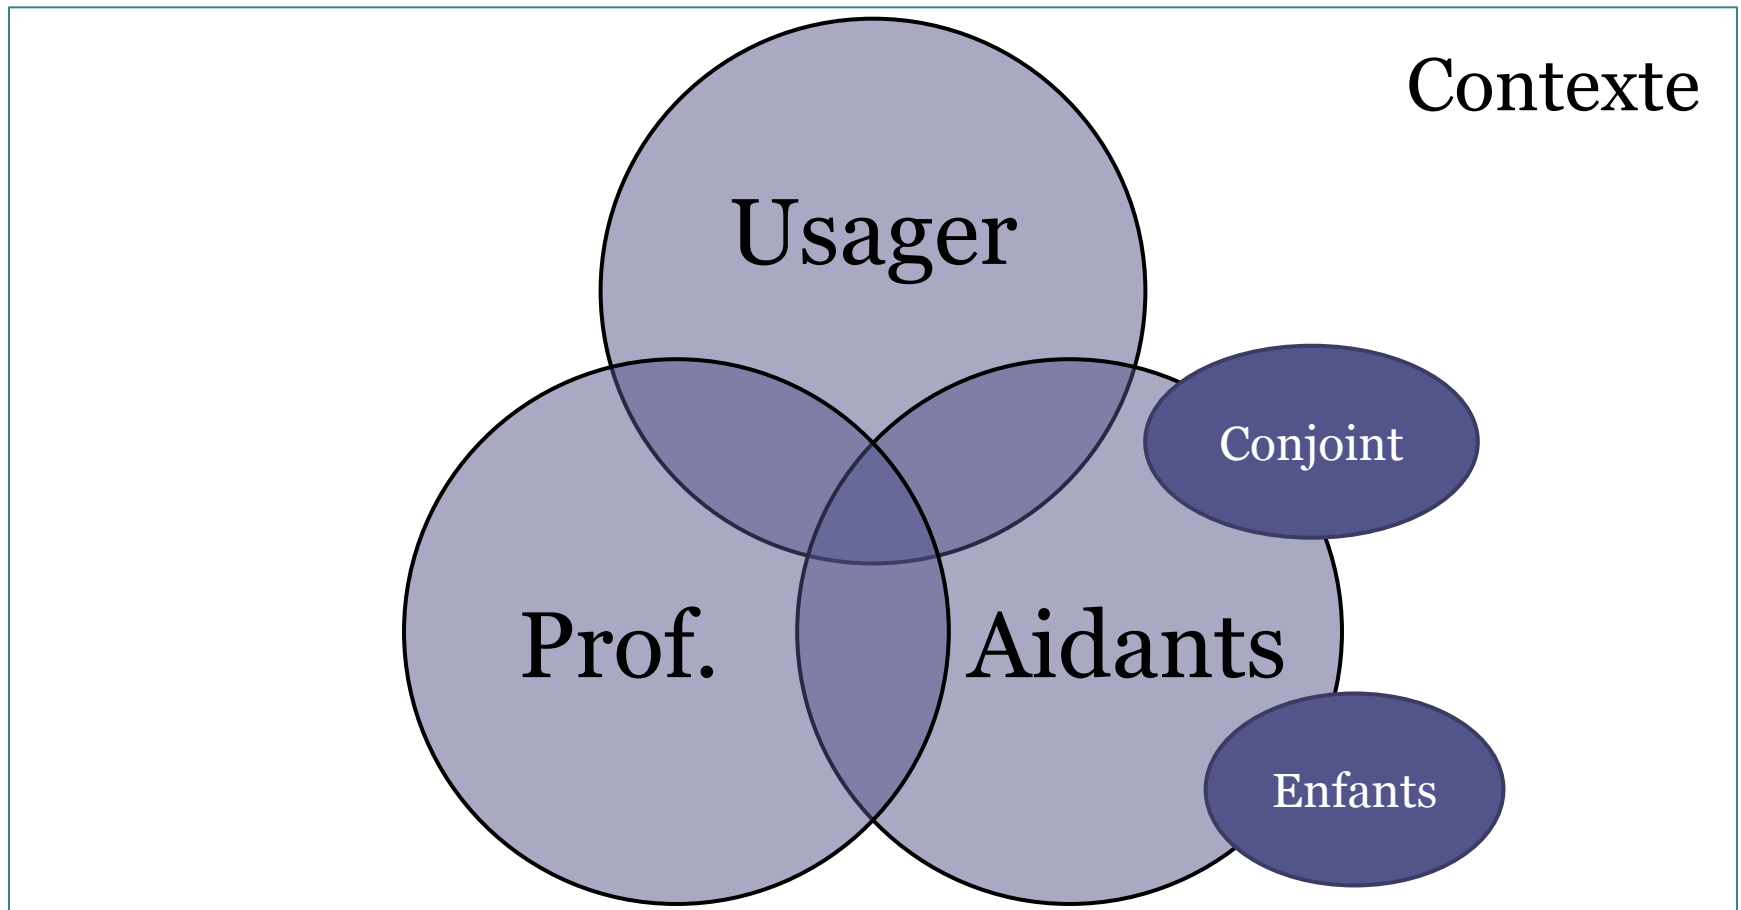 Contexte
Usager
Conjoint
Prof.
Aidants
Enfants